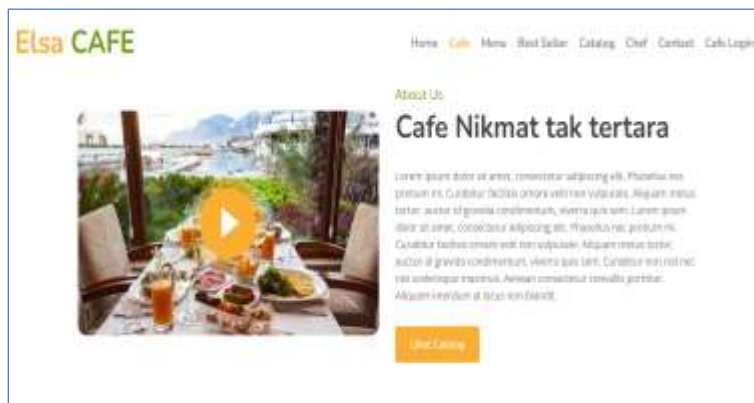 Elsa CAFE
Home Cafe Menu Best Seller Catalog Chef Contact Cafe Login
About Us
Cafe Nikmat tak tertara
Lorem ipsum dolor sit amet, consectetur adipiscing elit. Phasellus nec
pretium mi. Curabitur facilisis ornare velit non vulputate. Aliquam metus
tortor, auctor id gravida condimentum, viverra quis sem. Lorem ipsum
dolor sit amet, consectetur adipiscing elit. Phasellus nec pretium mi.
Curabitur facilisis ornare velit non vulputate. Aliquam metus tortor,
auctor id gravida condimentum, viverra quis sem. Curabitur non nisl nec
nisi scelerisque maximus. Aenean consectetur convallis porttitor.
Aliquam interdum at lacus non blandit.
Lihat Catalog